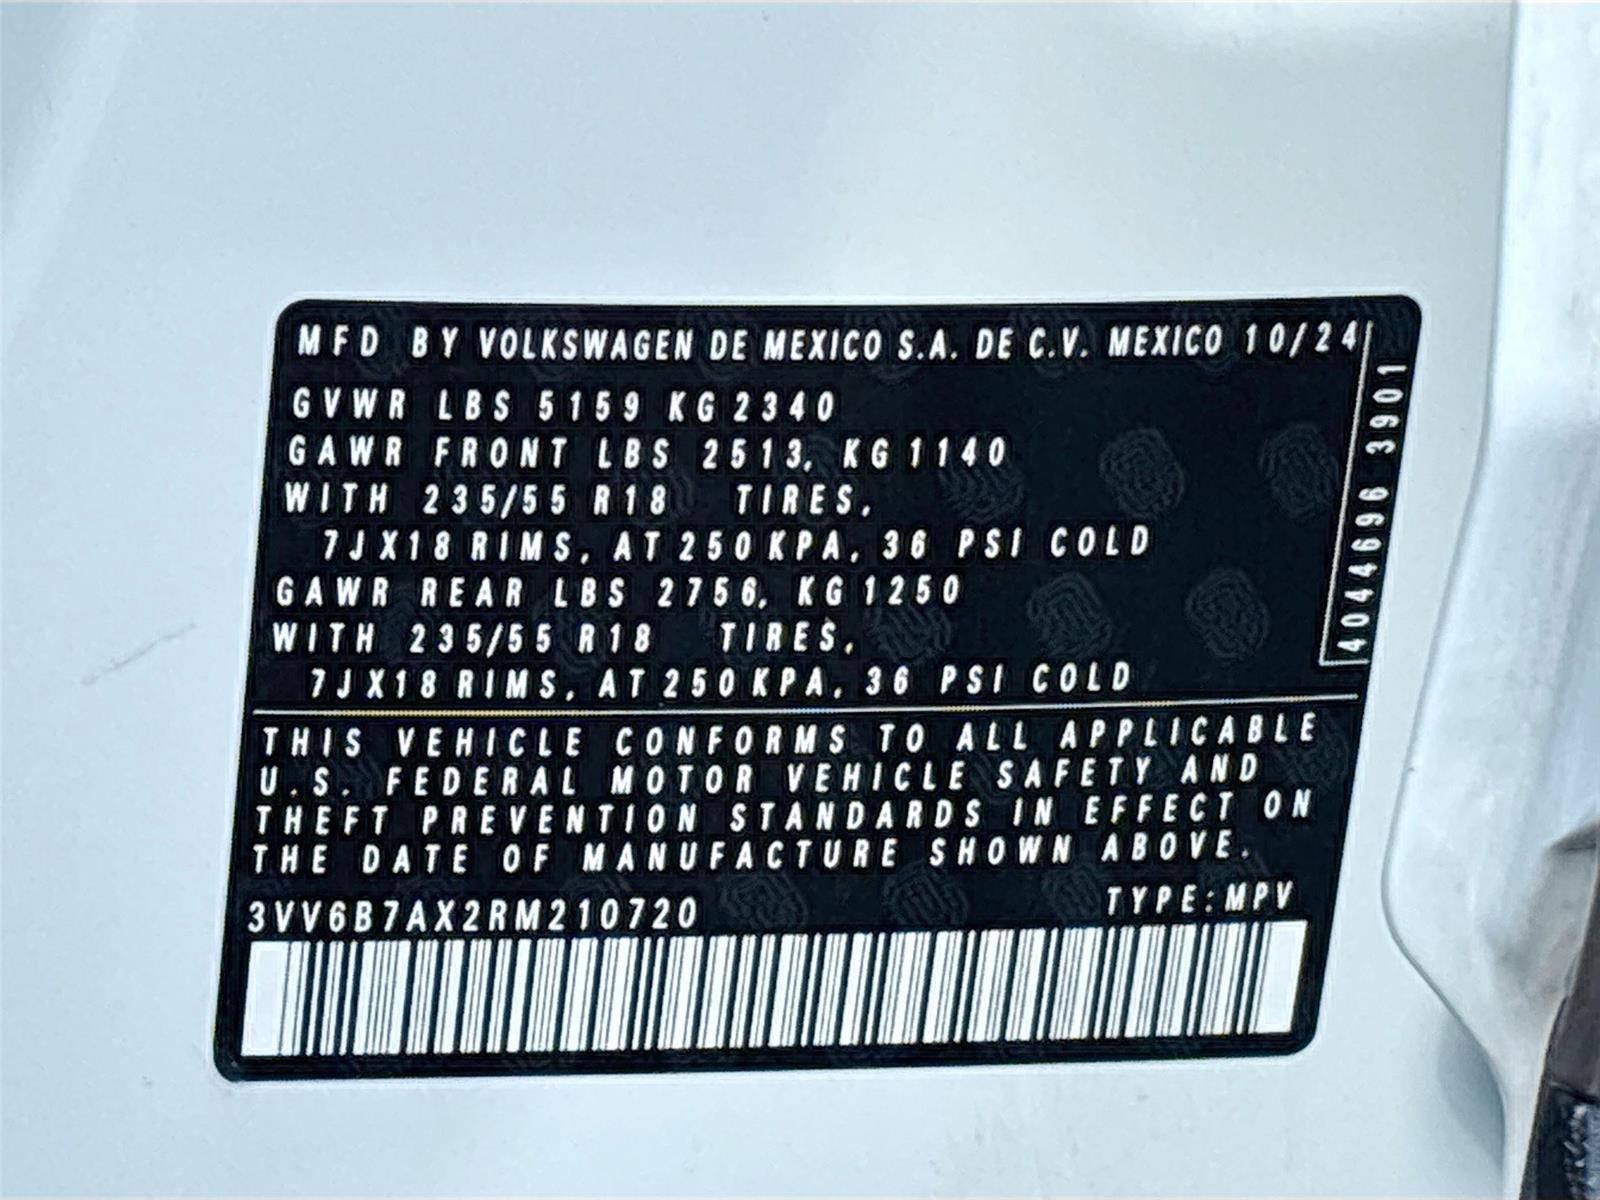 MFD BY VOLKSWAGEN DE MEXICO S.A. DE C.V. MEXICO 10/24
GVWR LBS 5159 KG 2340
GAWR FRONT LBS 2513, KG 1140
WITH 235/55 R18 TIRES,
7JX18 RIMS, AT 250 KPA, 36 PSI COLD
GAWR REAR LBS 2756, KG 1250
WITH 235/55 R18 TIRES,
7JX18 RIMS, AT 250 KPA, 36 PSI COLD
4044696 3901
THIS VEHICLE CONFORMS TO ALL APPLICABLE
U.S. FEDERAL MOTOR VEHICLE SAFETY AND
THEFT PREVENTION STANDARDS IN EFFECT ON
THE DATE OF MANUFACTURE SHOWN ABOVE.
3VV6B7AX2RM210720 TYPE: MPV